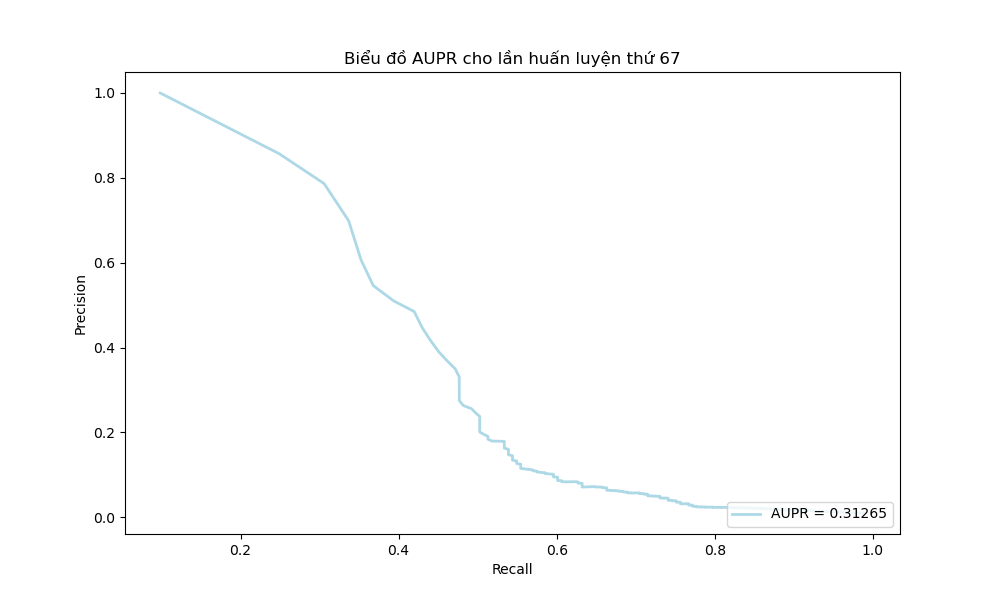 Biểu đồ AUPR cho lần huấn luyện thứ 67
1.0
0.8
0.6
0.4
0.2
0.0
Precision
0.2 0.4 0.6 0.8 1.0
Recall
AUPR = 0.31265